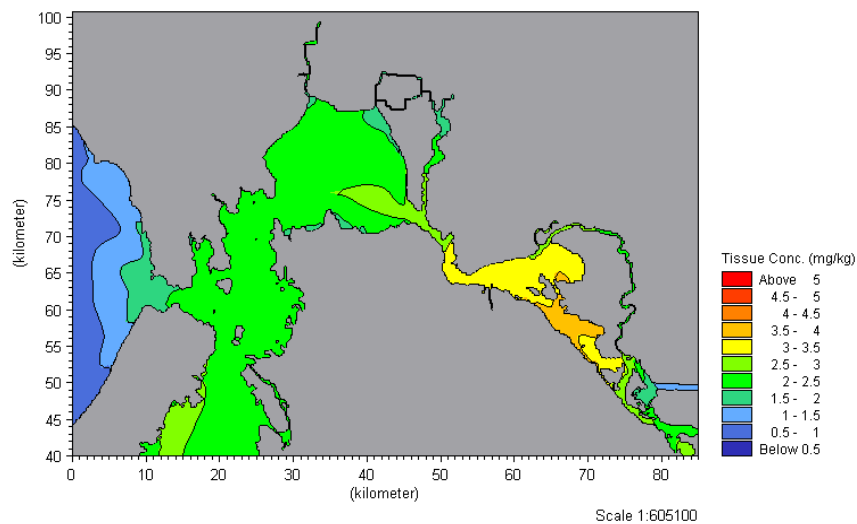 100
95
90
85
80
75
70
65
60
55
50
45
40
(kilometer)
0 10 20 30 40 50 60 70 80
(kilometer)
Scale 1:605100
Tissue Conc. (mg/kg)
Above 5
4.5 - 5
4 - 4.5
3.5 - 4
3 - 3.5
2.5 - 3
2 - 2.5
1.5 - 2
1 - 1.5
0.5 - 1
Below 0.5